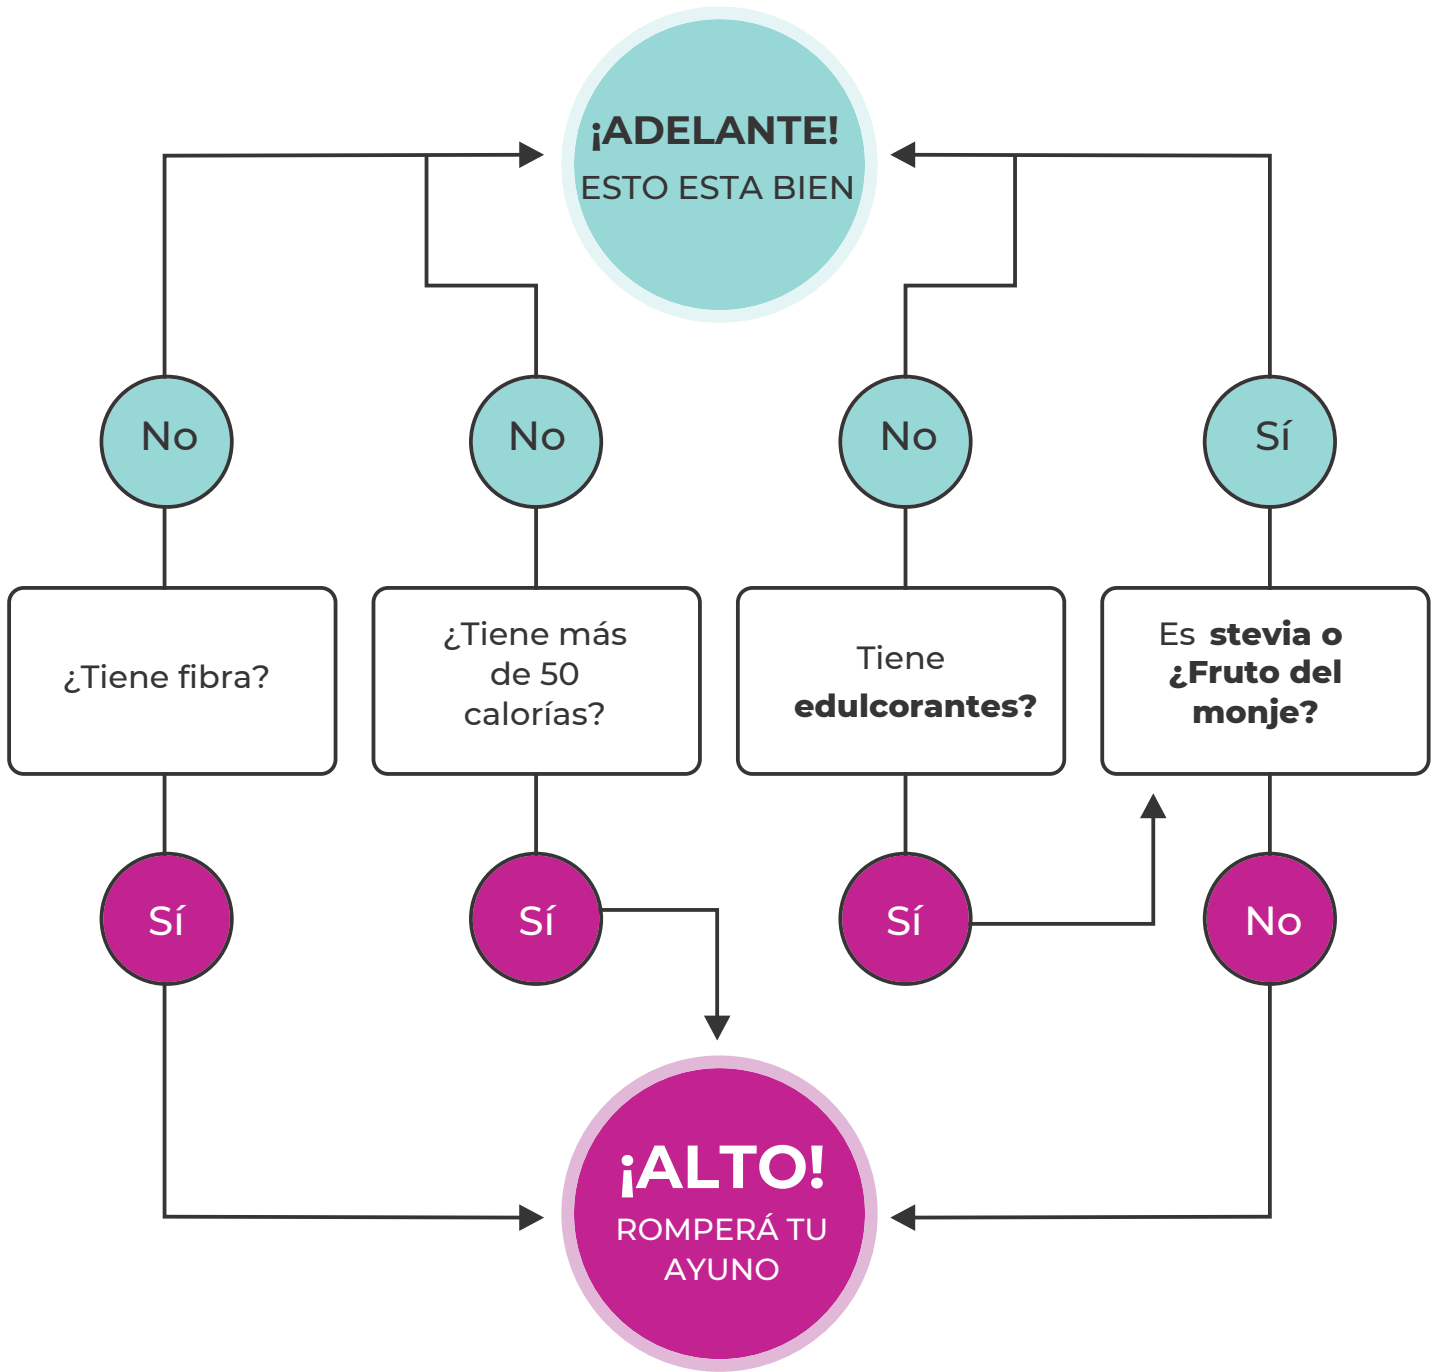 ¡ADELANTE!
ESTO ESTA BIEN
No
No
No
Sí
¿Tiene fibra?
¿Tiene más
de 50
calorías?
Tiene
edulcorantes?
Es stevia o
¿Fruto del
monje?
Sí
Sí
Sí
No
¡ALTO!
ROMPERÁ TU
AYUNO